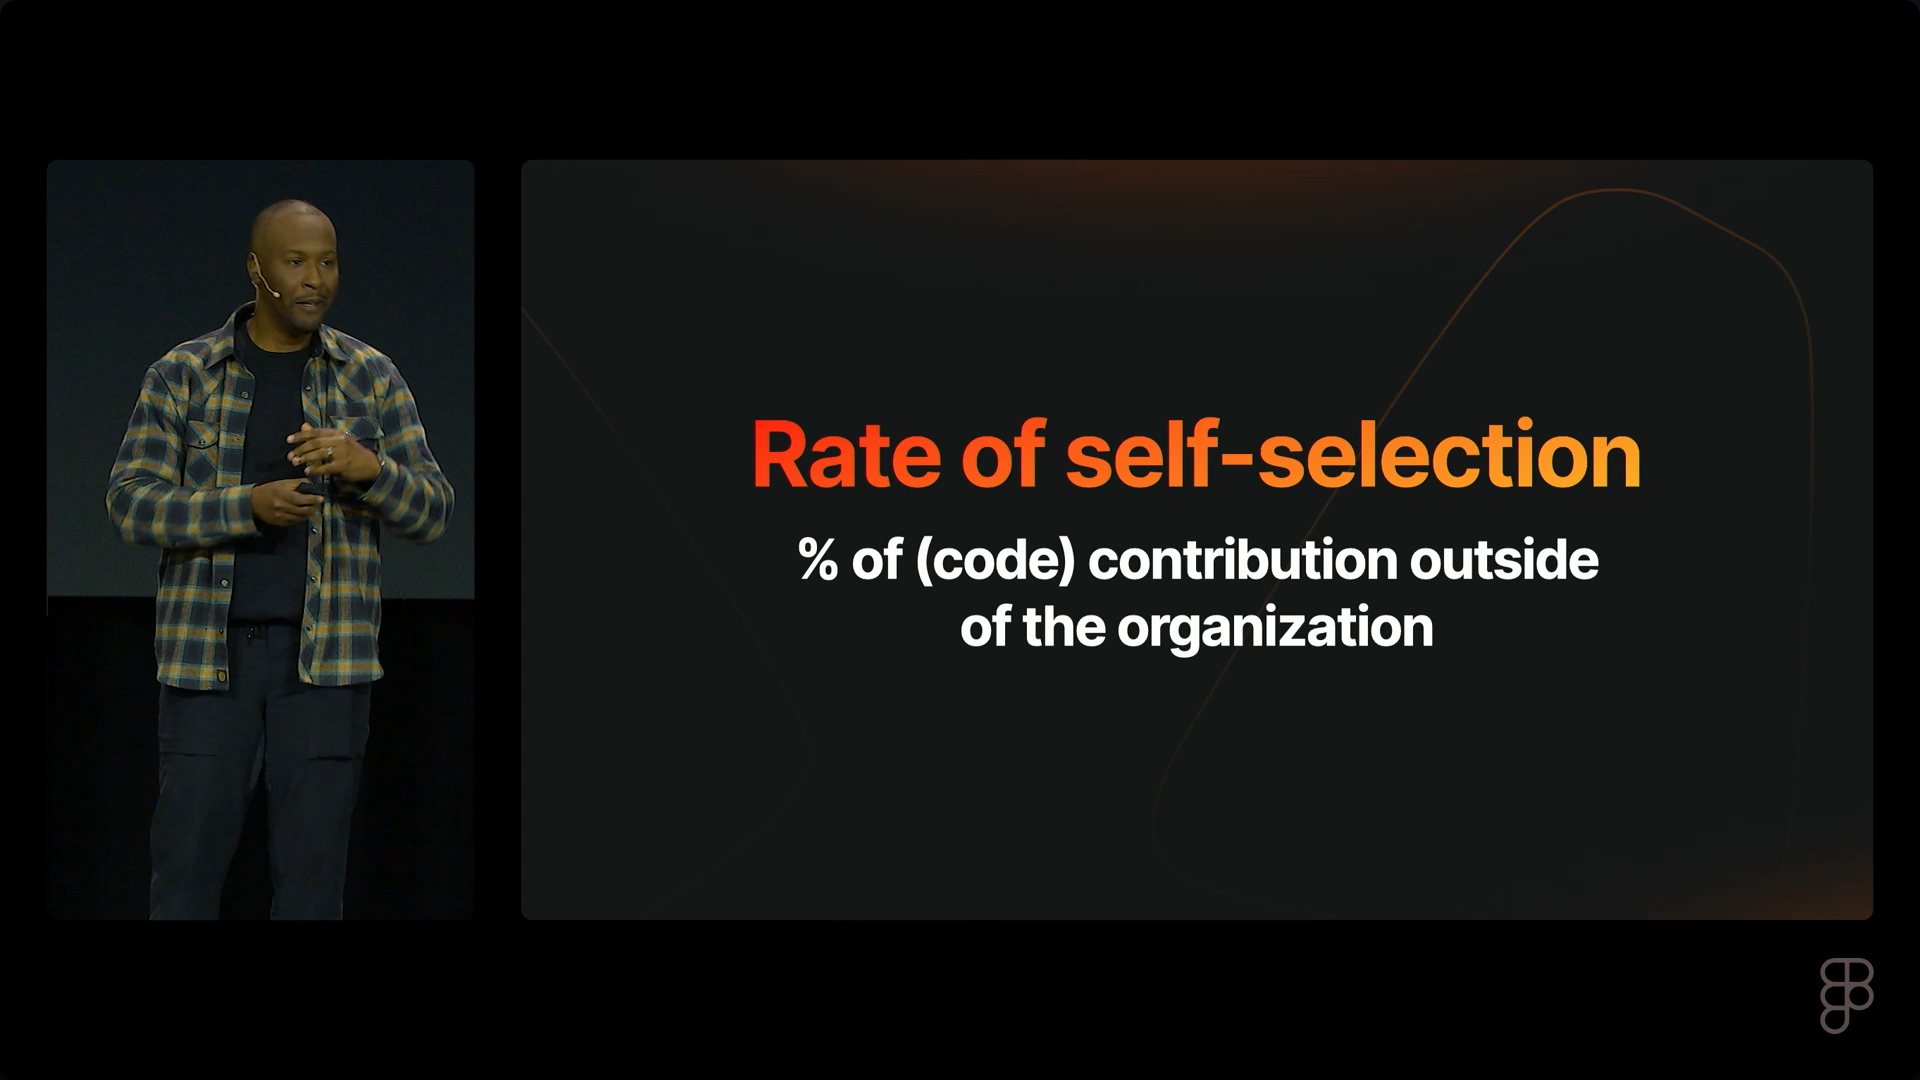 Rate of self-selection
% of (code) contribution outside
of the organization